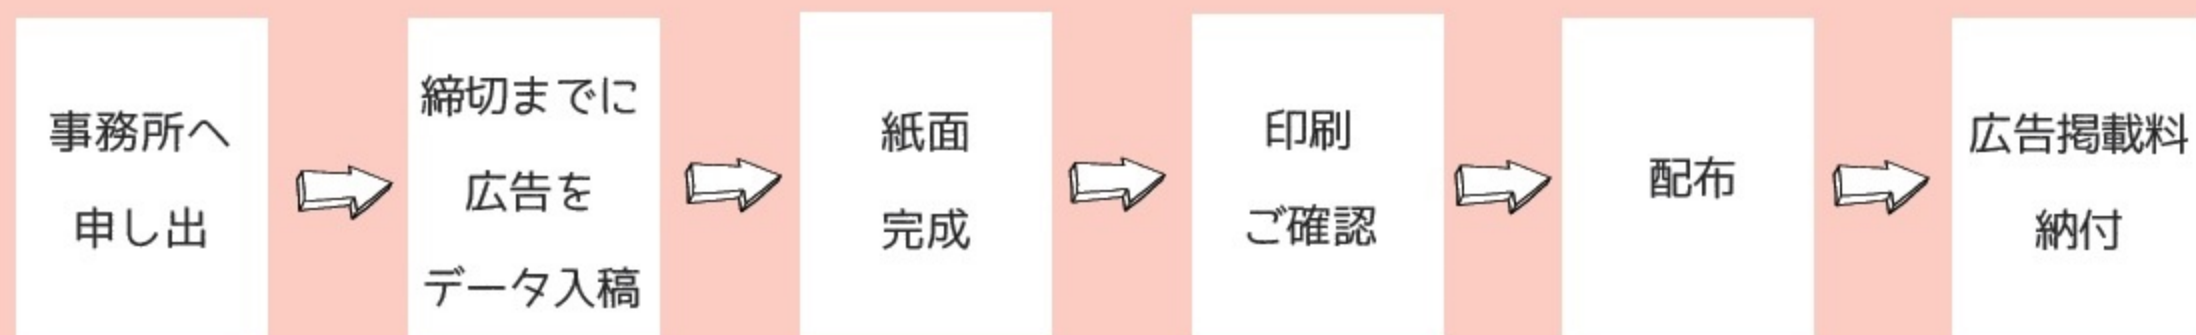 事務所へ
申し出
締切までに
広告を
データ入稿
紙面
完成
印刷
ご確認
配布
広告掲載料
納付